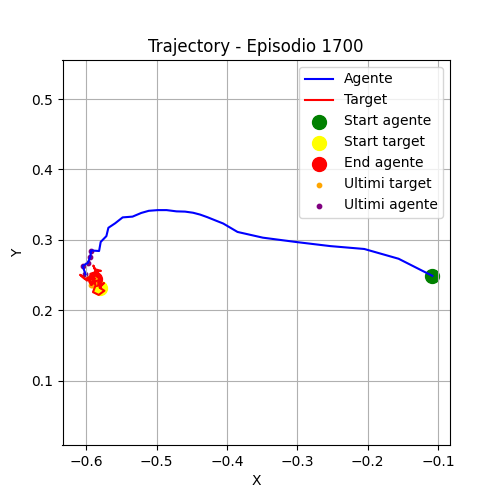 Trajectory - Episodio 1700
Agente
Target
Start agente
Start target
End agente
Ultimi target
Ultimi agente
Y
0.5
0.4
0.3
0.2
0.1
−0.6
−0.5
−0.4
−0.3
−0.2
−0.1
X